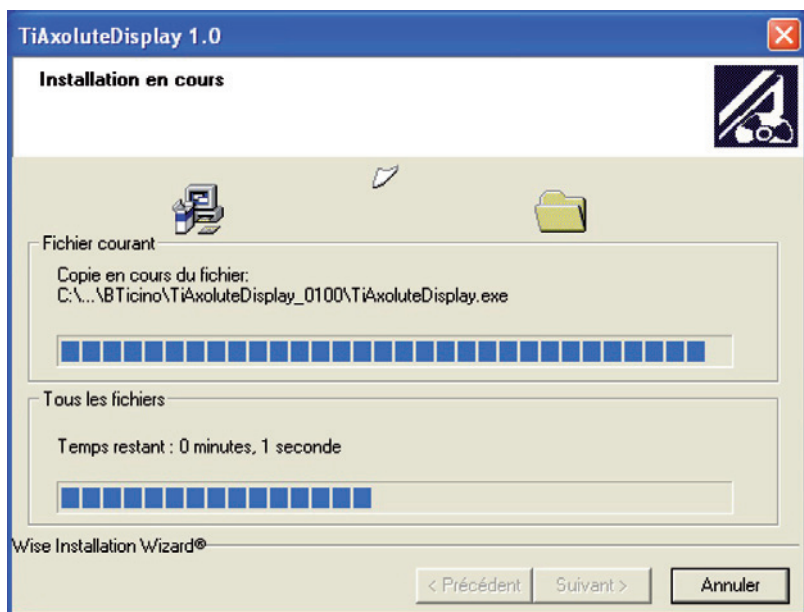 TiAxoluteDisplay 1.0
Installation en cours
Fichier courant
Copie en cours du fichier:
C:\...\BTicino\TiAxoluteDisplay_0100\TiAxoluteDisplay.exe
Tous les fichiers
Temps restant : 0 minutes, 1 seconde
Wise Installation Wizard®
< Précédent
Suivant >
Annuler